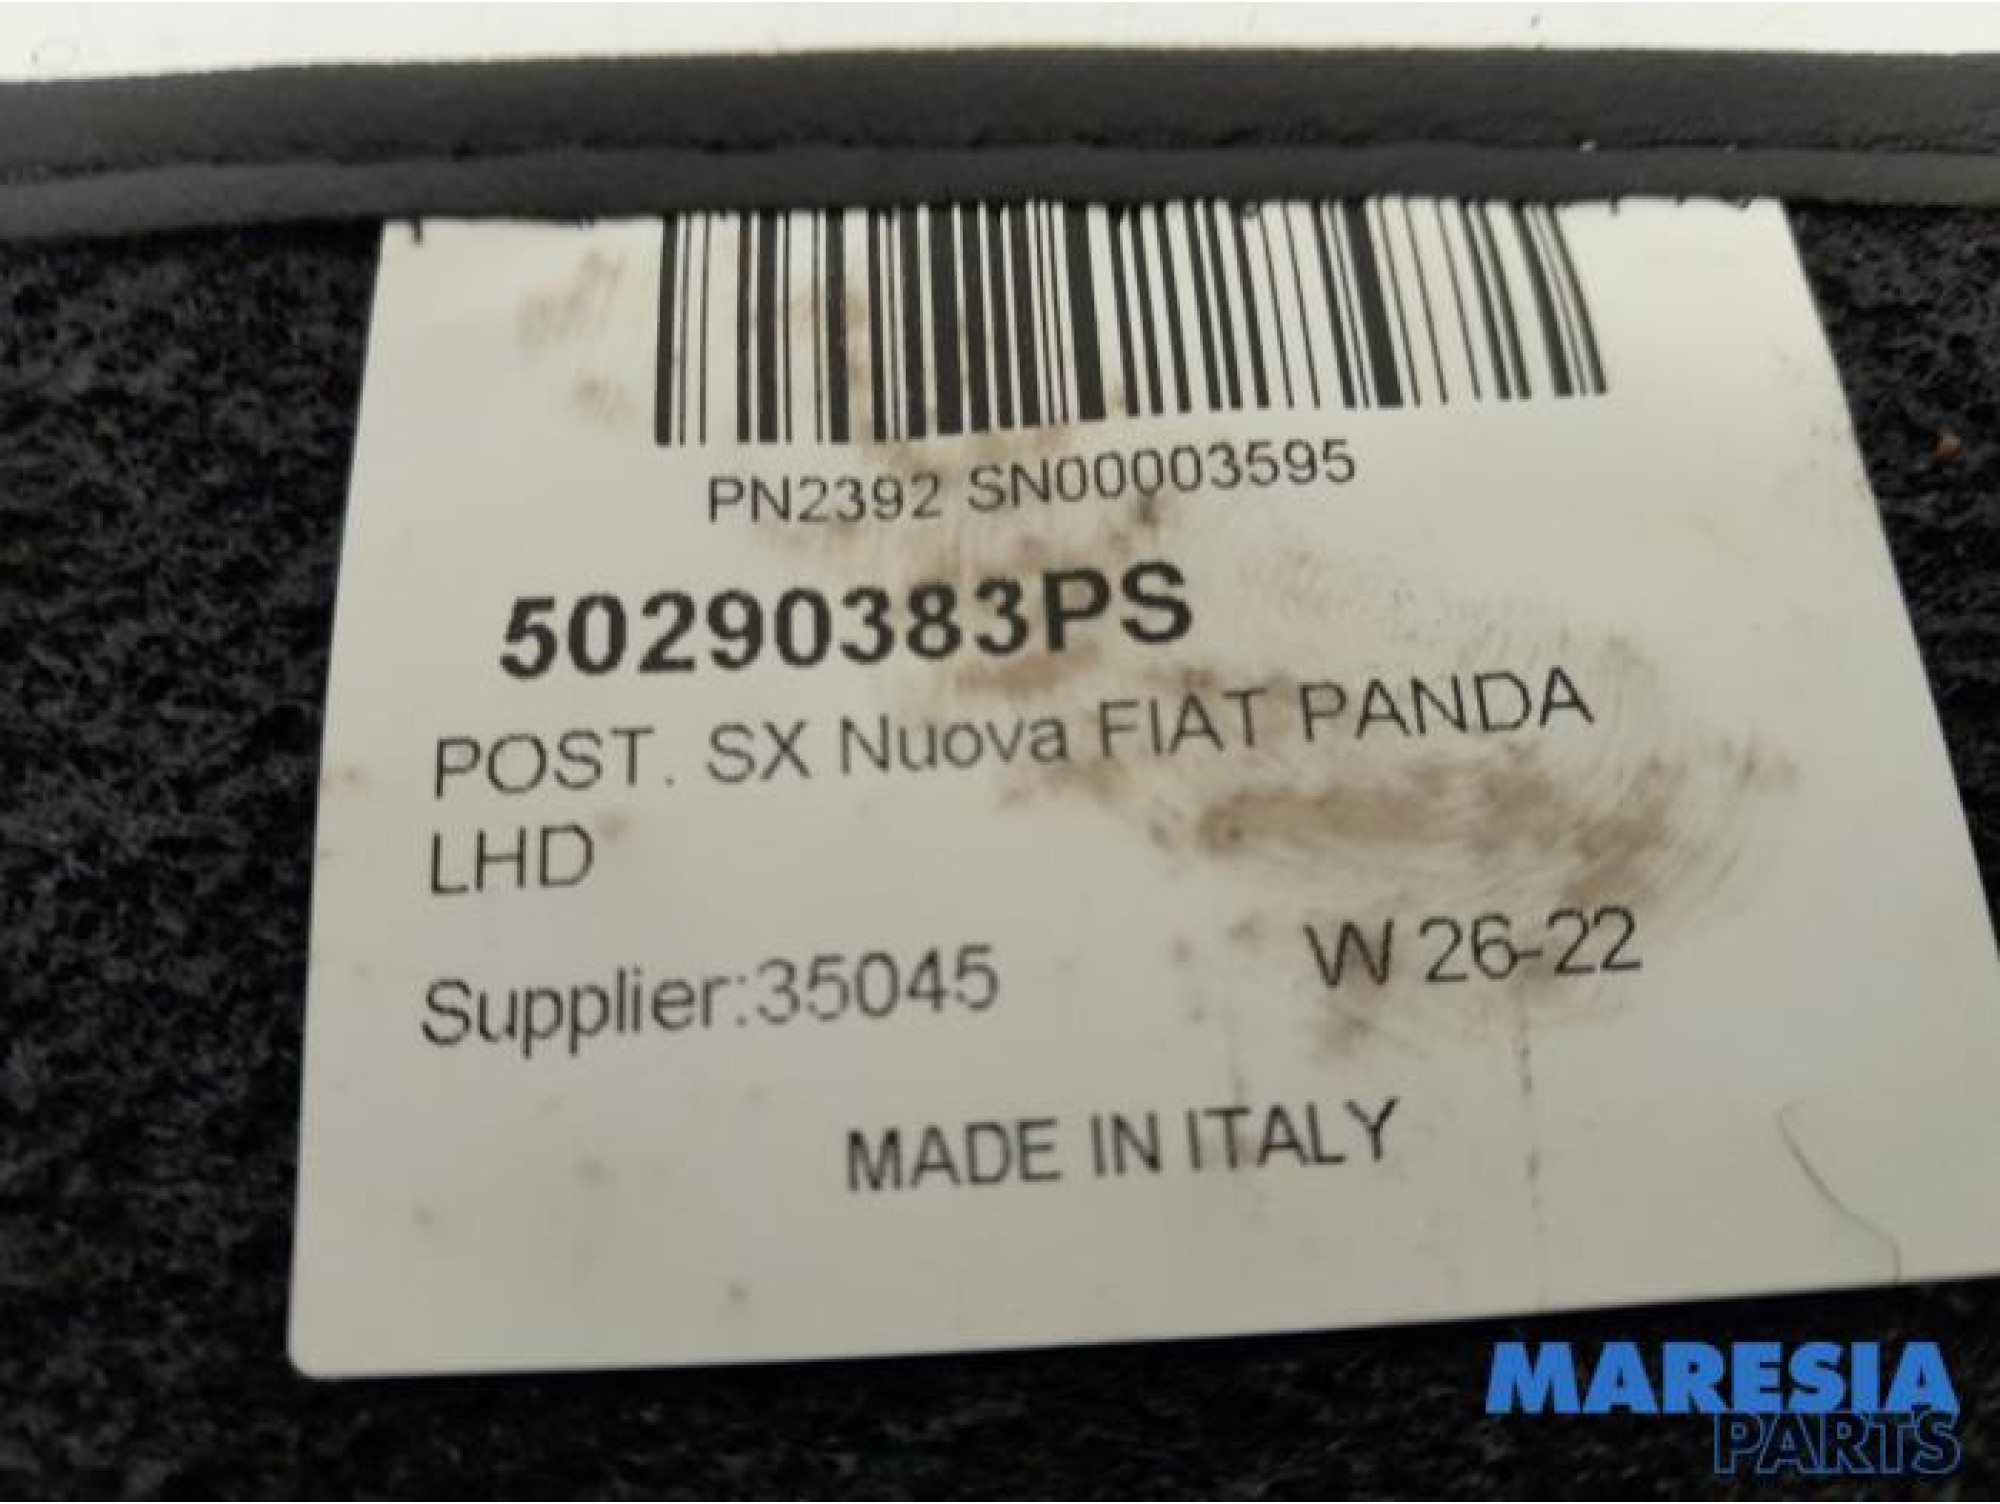 PN2392 SN00003595
50290383PS
POST. SX Nuova FIAT PANDA
LHD
Supplier:35045 W 26-22
MADE IN ITALY
MARESIA
PARTS